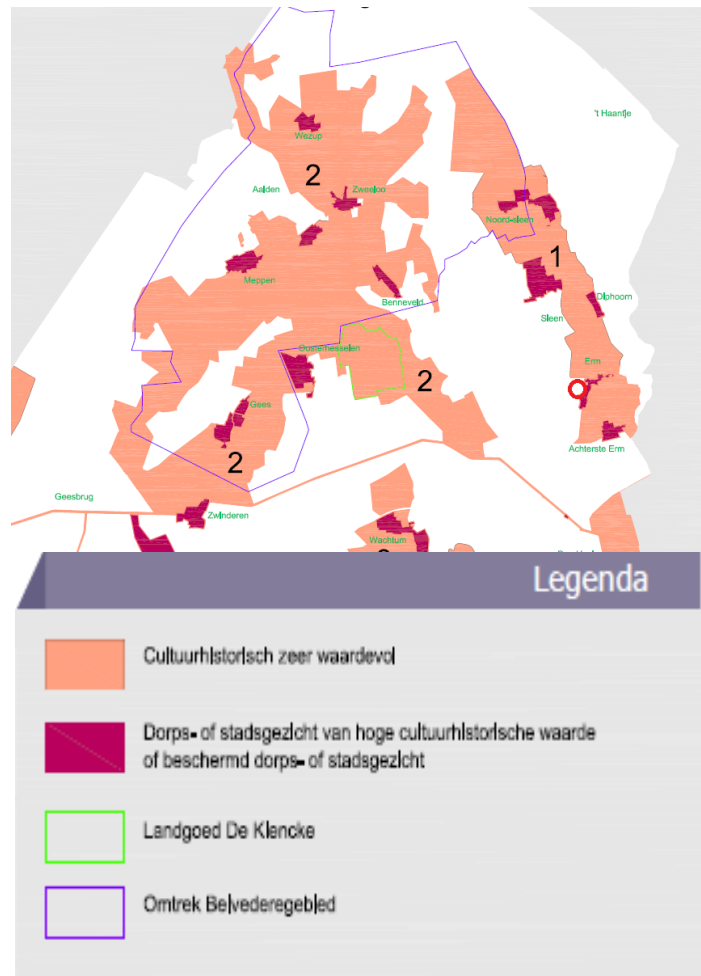 't Haantje
Wezup
2
Aalden
Zweeloo
Noord-sleen
1
Meppen
Benneveld
Diphoorn
Sleen
Oosterhesselen
Erm
2
Gees
2
Achterste Erm
Geesbrug
Zwinderen
Wachtum
Legenda
Cultuurhistorisch zeer waardevol
Dorps- of stadsgezicht van hoge cultuurhistorische waarde
of beschermd dorps- of stadsgezicht
Landgoed De Klencke
Omtrek Belvederegebied